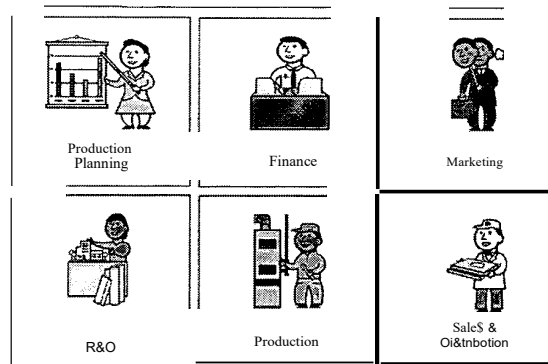 Production
Planning
Finance
Marketing
R&O
Production
Sale$ &
Oi&tnbotion